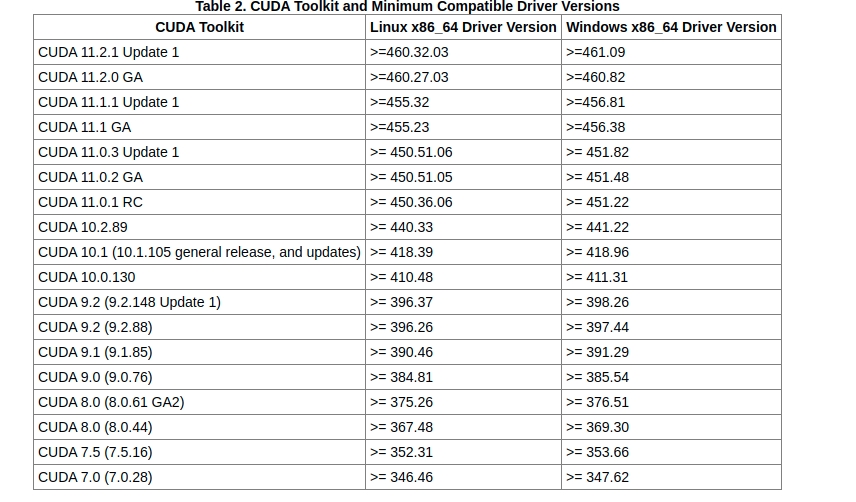 Table 2. CUDA Toolkit and Minimum Compatible Driver Versions
CUDA Toolkit Linux x86_64 Driver Version Windows x86_64 Driver Version
CUDA 11.2.1 Update 1 >=460.32.03 >=461.09
CUDA 11.2.0 GA >=460.27.03 >=460.82
CUDA 11.1.1 Update 1 >=455.32 >=456.81
CUDA 11.1 GA >=455.23 >=456.38
CUDA 11.0.3 Update 1 >= 450.51.06 >= 451.82
CUDA 11.0.2 GA >= 450.51.05 >= 451.48
CUDA 11.0.1 RC >= 450.36.06 >= 451.22
CUDA 10.2.89 >= 440.33 >= 441.22
CUDA 10.1 (10.1.105 general release, and updates) >= 418.39 >= 418.96
CUDA 10.0.130 >= 410.48 >= 411.31
CUDA 9.2 (9.2.148 Update 1) >= 396.37 >= 398.26
CUDA 9.2 (9.2.88) >= 396.26 >= 397.44
CUDA 9.1 (9.1.85) >= 390.46 >= 391.29
CUDA 9.0 (9.0.76) >= 384.81 >= 385.54
CUDA 8.0 (8.0.61 GA2) >= 375.26 >= 376.51
CUDA 8.0 (8.0.44) >= 367.48 >= 369.30
CUDA 7.5 (7.5.16) >= 352.31 >= 353.66
CUDA 7.0 (7.0.28) >= 346.46 >= 347.62